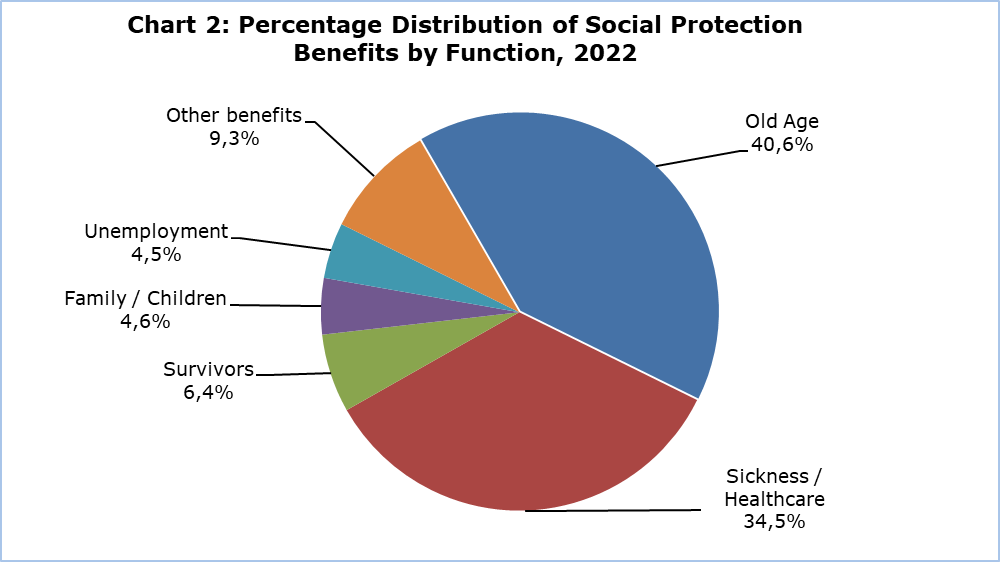 Chart 2: Percentage Distribution of Social Protection
Benefits by Function, 2022
Other benefits
9,3%
Old Age
40,6%
Unemployment
4,5%
Family / Children
4,6%
Survivors
6,4%
Sickness /
Healthcare
34,5%